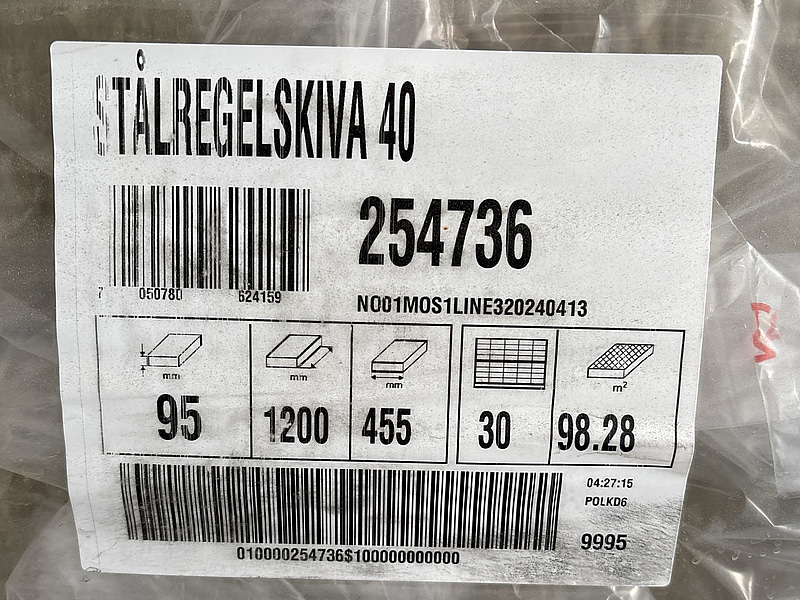 STÅLREGELSKIVA 40
254736
7 050780 624159
NO01MOS1LINE320240413
mm
mm
mm
m²
95
1200
455
30
98.28
04:27:15
POLKD6
9995
010000254736$100000000000